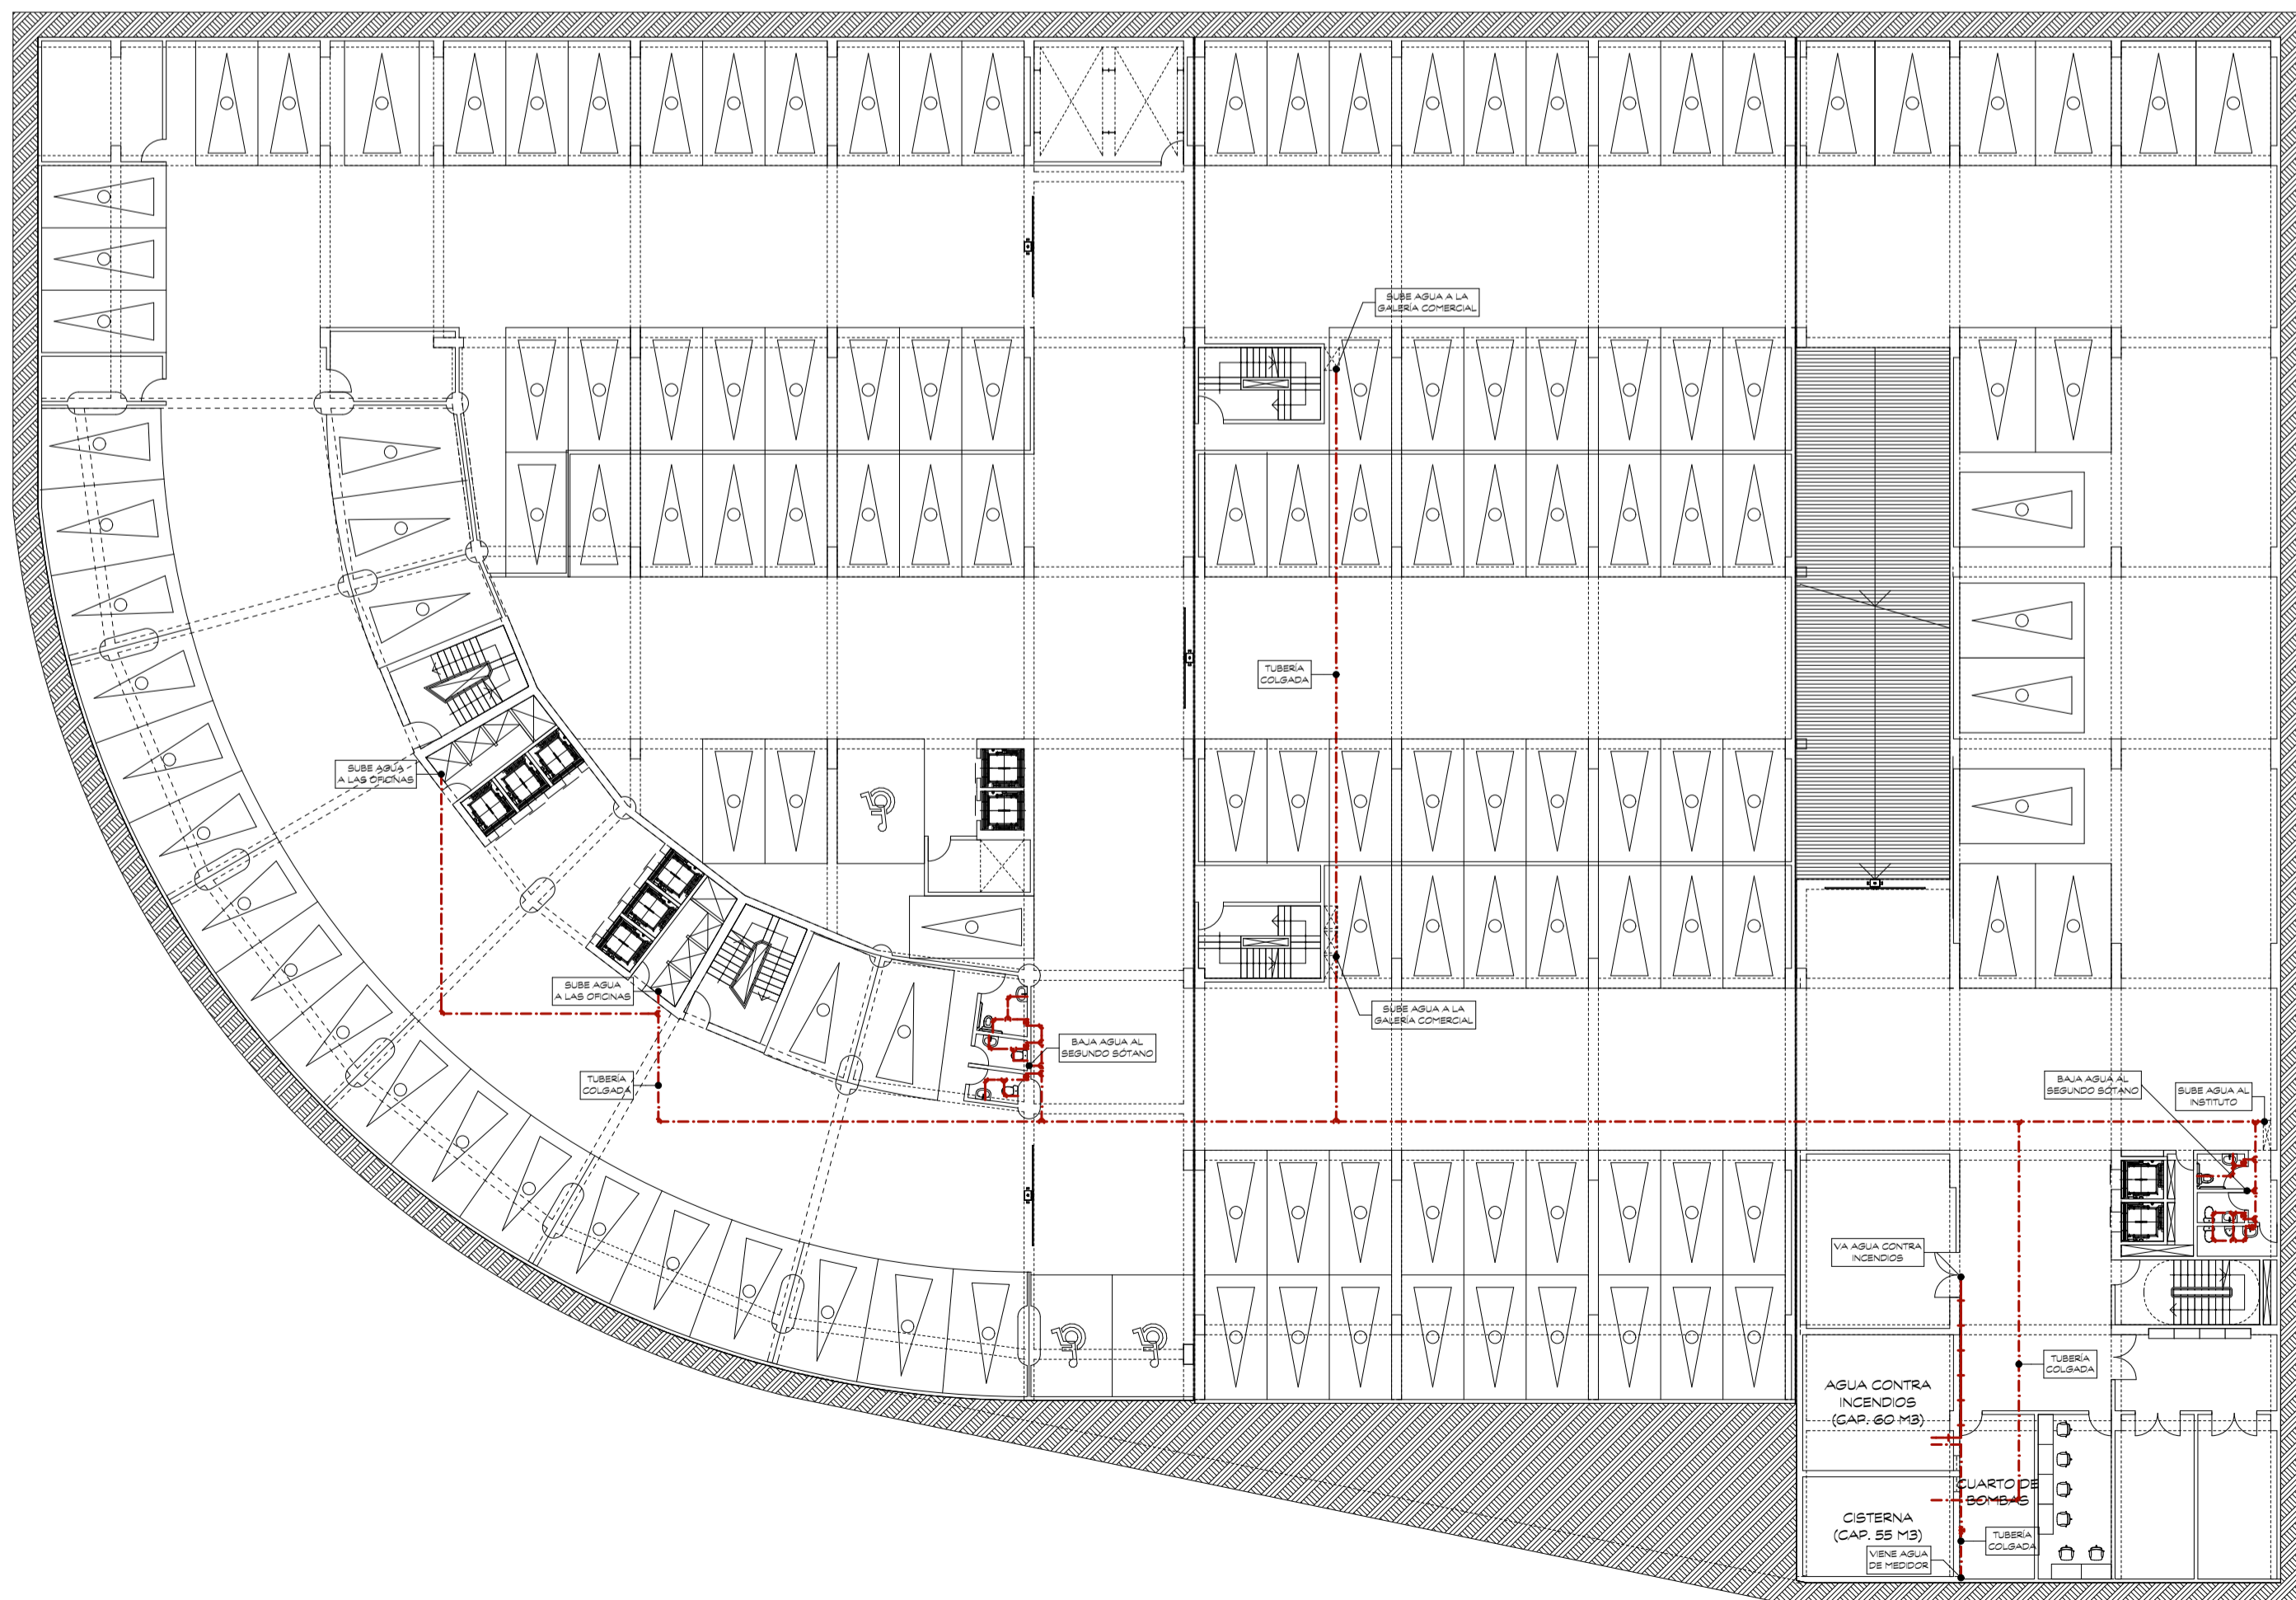 SUBE AGUA A LA
GALERÍA COMERCIAL
TUBERÍA
COLGADA
SUBE AGUA
A LAS OFICINAS
SUBE AGUA
A LAS OFICINAS
SUBE AGUA A LA
GALERÍA COMERCIAL
BAJA AGUA AL
SEGUNDO SÓTANO
TUBERÍA
COLGADA
BAJA AGUA AL
SEGUNDO SÓTANO
SUBE AGUA AL
INSTITUTO
VA AGUA CONTRA
INCENDIOS
TUBERÍA
COLGADA
AGUA CONTRA
INCENDIOS
(CAP. 60 M3)
CUARTO DE
BOMBAS
CISTERNA
(CAP. 55 M3)
TUBERÍA
COLGADA
VIENE AGUA
DE MEDIDOR